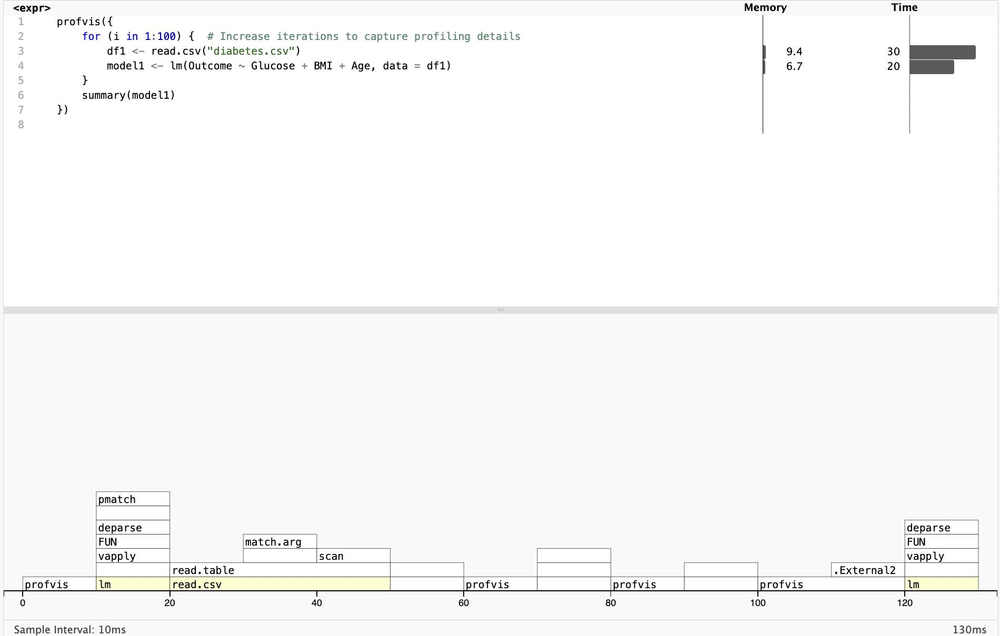 <expr> Memory Time
1 profvis({
2 for (i in 1:100) { # Increase iterations to capture profiling details
3 df1 <- read.csv("diabetes.csv") 9.4 30
4 model1 <- lm(Outcome ~ Glucose + BMI + Age, data = df1) 6.7 20
5 }
6 summary(model1)
7 })
8
pmatch
deparse deparse
FUN match.arg FUN
vapply scan vapply
read.table .External2
profvis lm read.csv profvis profvis profvis lm
0 20 40 60 80 100 120
Sample Interval: 10ms 130ms